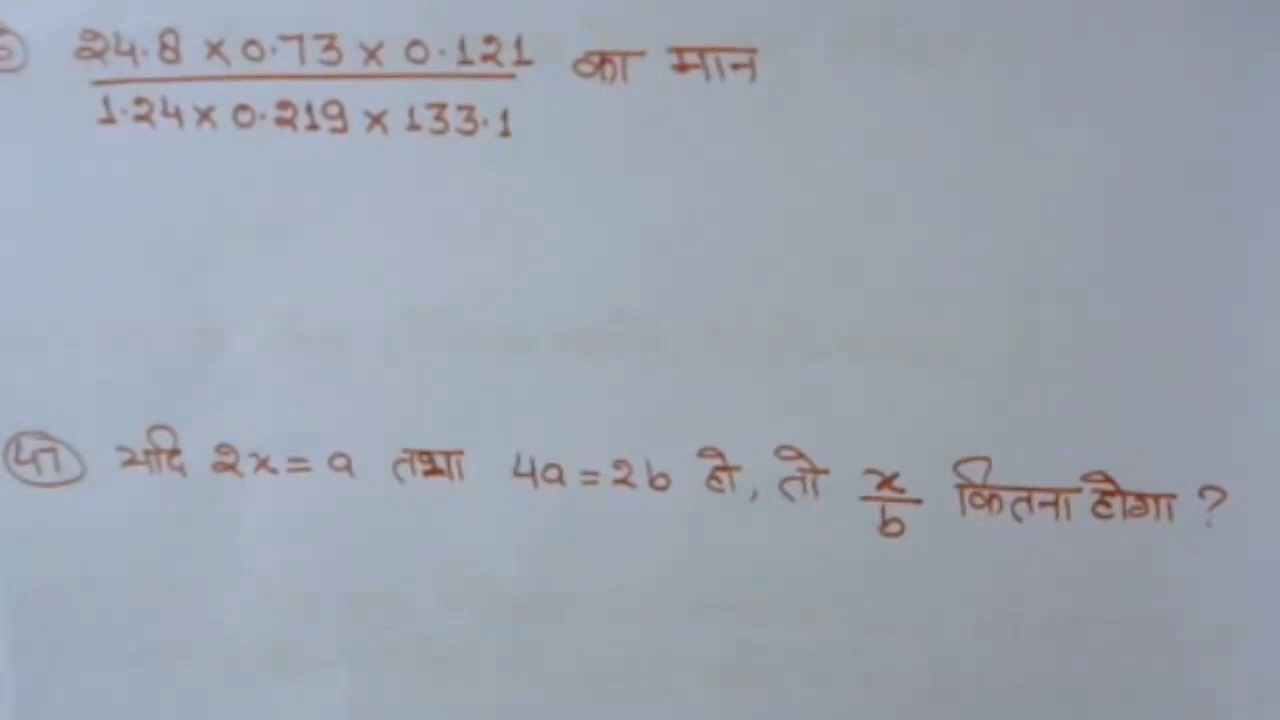 24.8 × 0.73 × 0.121 का मान
1.24 × 0.219 × 133.1
47 यदि 2x = a तथा 4a = 2b हो, तो x/b कितना होगा ?